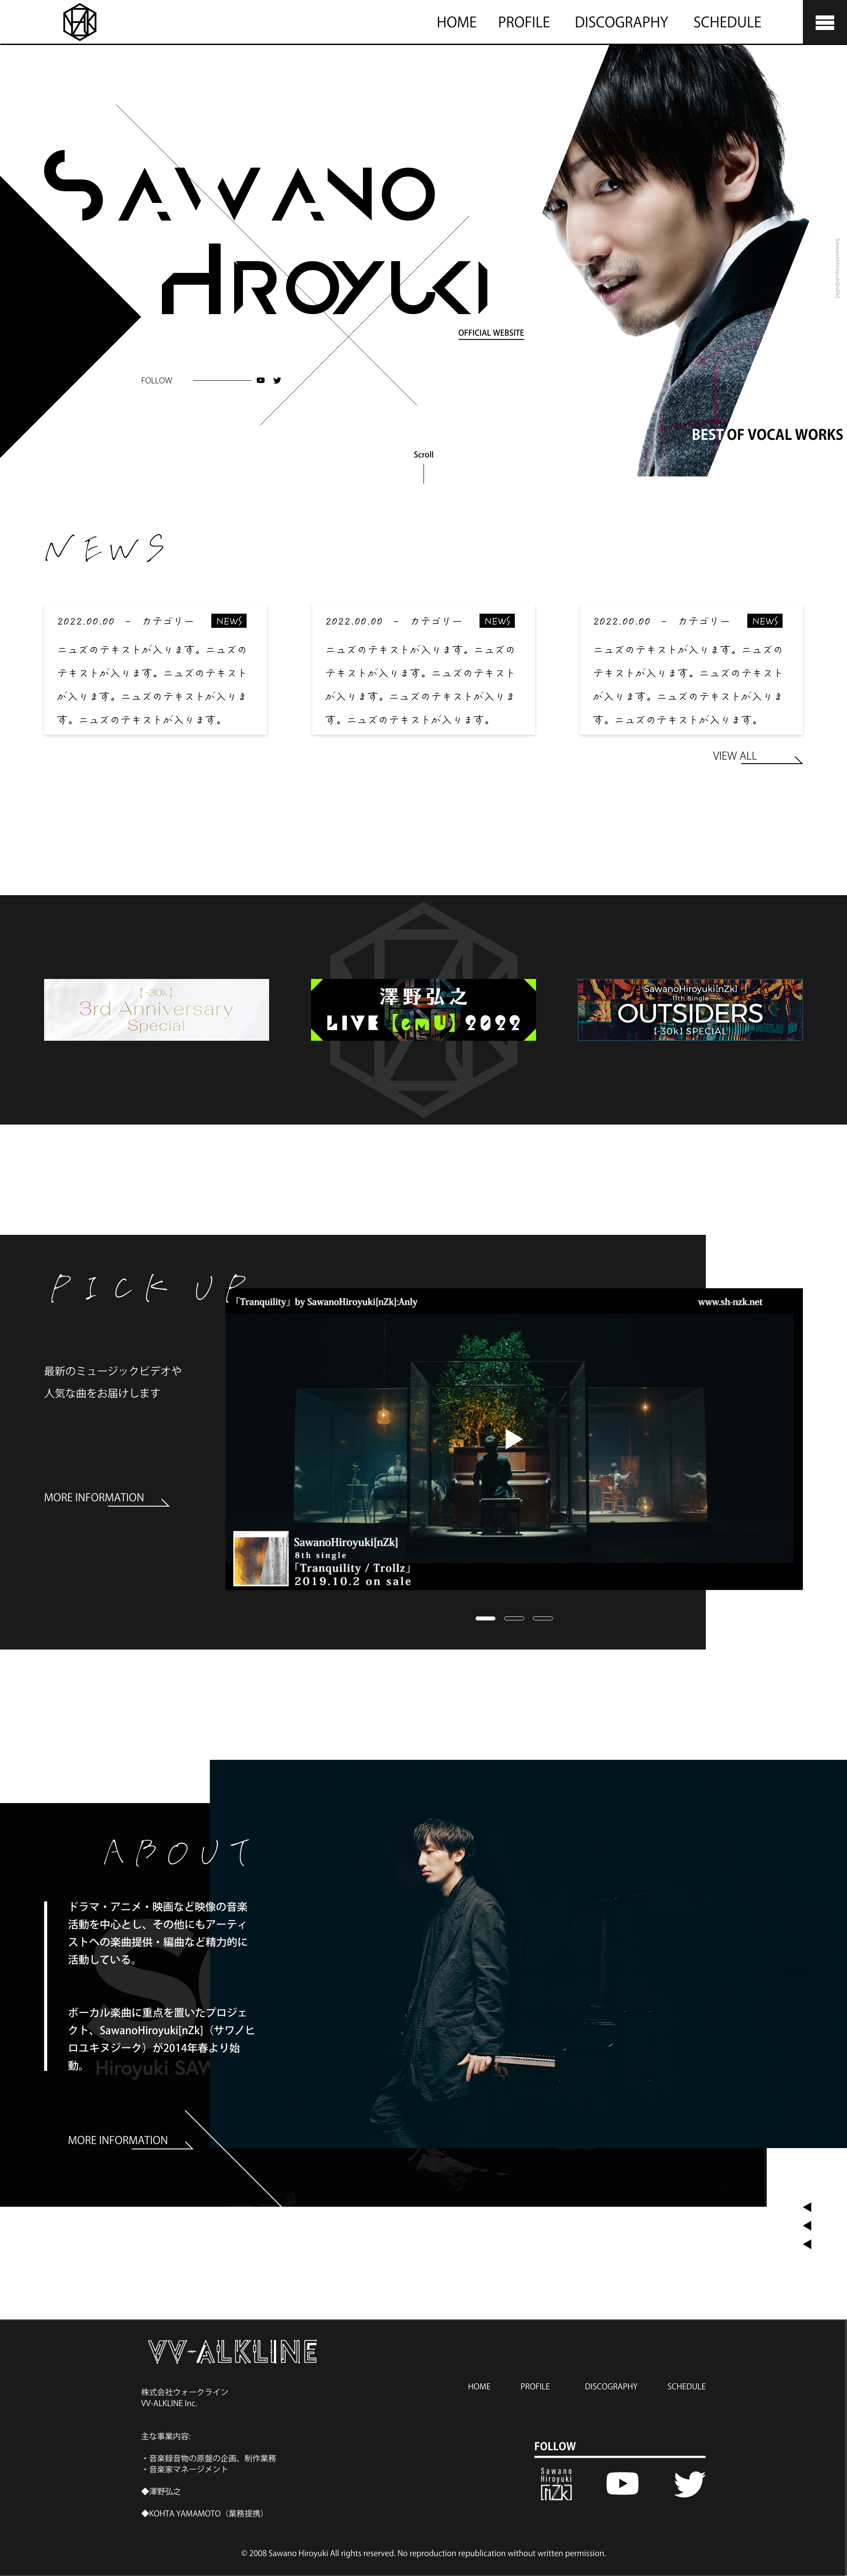 HOME PROFILE DISCOGRAPHY SCHEDULE
SAWANO
HIROYUKI
SawanoHiroyuki[nZk]
OFFICIAL WEBSITE
FOLLOW
BEST OF VOCAL WORKS
Scroll
NEWS
2022.00.00 - カテゴリー NEWS
ニュズのテキストが入ります。ニュズの
テキストが入ります。ニュズのテキスト
が入ります。ニュズのテキストが入りま
す。ニュズのテキストが入ります。
2022.00.00 - カテゴリー NEWS
ニュズのテキストが入ります。ニュズの
テキストが入ります。ニュズのテキスト
が入ります。ニュズのテキストが入りま
す。ニュズのテキストが入ります。
2022.00.00 - カテゴリー NEWS
ニュズのテキストが入ります。ニュズの
テキストが入ります。ニュズのテキスト
が入ります。ニュズのテキストが入りま
す。ニュズのテキストが入ります。
VIEW ALL
【-30k】
3rd Anniversary
Special
澤野弘之
LIVE [emU] 2022
SawanoHiroyuki[nZk]
11th Single
OUTSIDERS
【-30k】SPECIAL
PICK UP
「Tranquility」by SawanoHiroyuki[nZk]:Anly
www.sh-nzk.net
最新のミュージックビデオや
人気な曲をお届けします
MORE INFORMATION
SawanoHiroyuki[nZk]
8th single
「Tranquility / Trollz」
2019.10.2 on sale
ABOUT
ドラマ・アニメ・映画など映像の音楽
活動を中心とし、その他にもアーティ
ストへの楽曲提供・編曲など精力的に
活動している。
ボーカル楽曲に重点を置いたプロジェ
クト、SawanoHiroyuki[nZk]（サワノヒ
ロユキヌジーク）が2014年春より始
動。
Hiroyuki SAW
MORE INFORMATION
VV-ALKLINE
株式会社ウォークライン
VV-ALKLINE Inc.
主な事業内容:
・音楽録音物の原盤の企画、制作業務
・音楽家マネージメント
◆澤野弘之
◆KOHTA YAMAMOTO（業務提携）
HOME PROFILE DISCOGRAPHY SCHEDULE
FOLLOW
Sawano
Hiroyuki
[nZk]
© 2008 Sawano Hiroyuki All rights reserved. No reproduction republication without written permission.